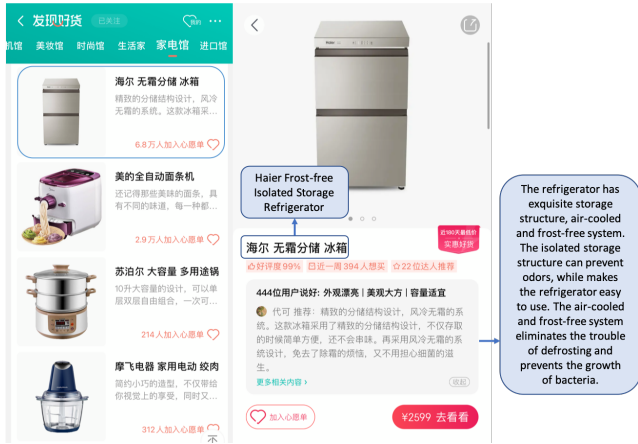 发现好货
已关注
机馆 美妆馆 时尚馆 生活家 家电馆 进口馆
海尔 无霜分储 冰箱
精致的分储结构设计，风冷
无霜的系统。这款冰箱采...
6.8万人加入心愿单
美的全自动面条机
还记得那些美味的面条，具
有不同的味道，每一种都...
2.9万人加入心愿单
苏泊尔 大容量 多用途锅
10升大容量的设计，可以单
层双层自由组合，一次可...
214人加入心愿单
摩飞电器 家用电动 绞肉
简约小巧的造型，不仅带给
你视觉上的享受，同时又...
312人加入心愿单
Haier Frost-free
Isolated Storage
Refrigerator
近180天最低价
实惠好货
海尔 无霜分储 冰箱
好评度99% 近一周394人想买 22位达人推荐
444位用户说好: 外观漂亮 | 美观大方 | 容量适宜
代可 推荐：精致的分储结构设计，风冷无霜的系
统。这款冰箱采用了精致的分储结构设计，不仅存取
的时候简单方便，还不会串味。再采用风冷无霜的系
统设计，免去了除霜的烦恼，又不用担心细菌的滋
生。
更多相关内容 >
收起
加入心愿单
¥2599 去看看
The refrigerator has
exquisite storage
structure, air-cooled
and frost-free system.
The isolated storage
structure can prevent
odors, while makes
the refrigerator easy
to use. The air-cooled
and frost-free system
eliminates the trouble
of defrosting and
prevents the growth
of bacteria.